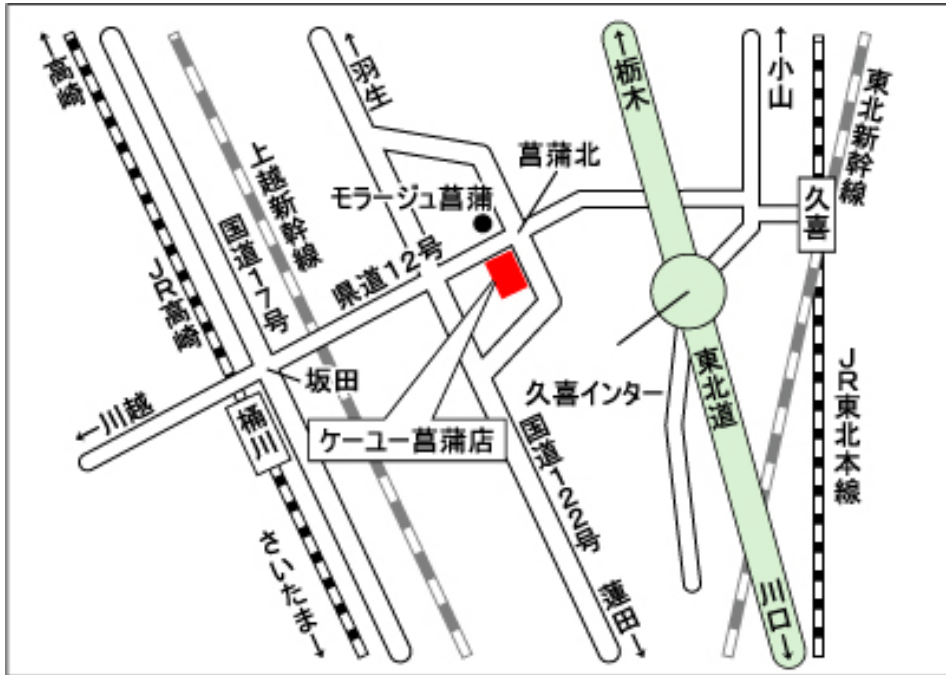 ←高崎
←羽生
←栃木
←小山
東北新幹線
上越新幹線
菖蒲北
モラージュ菖蒲
久喜
国道17号
県道12号
JR高崎
坂田
久喜インター
東北道
JR東北本線
←川越
桶川
ケーユー菖蒲店
国道122号
さいたま→
蓮田→
川口→